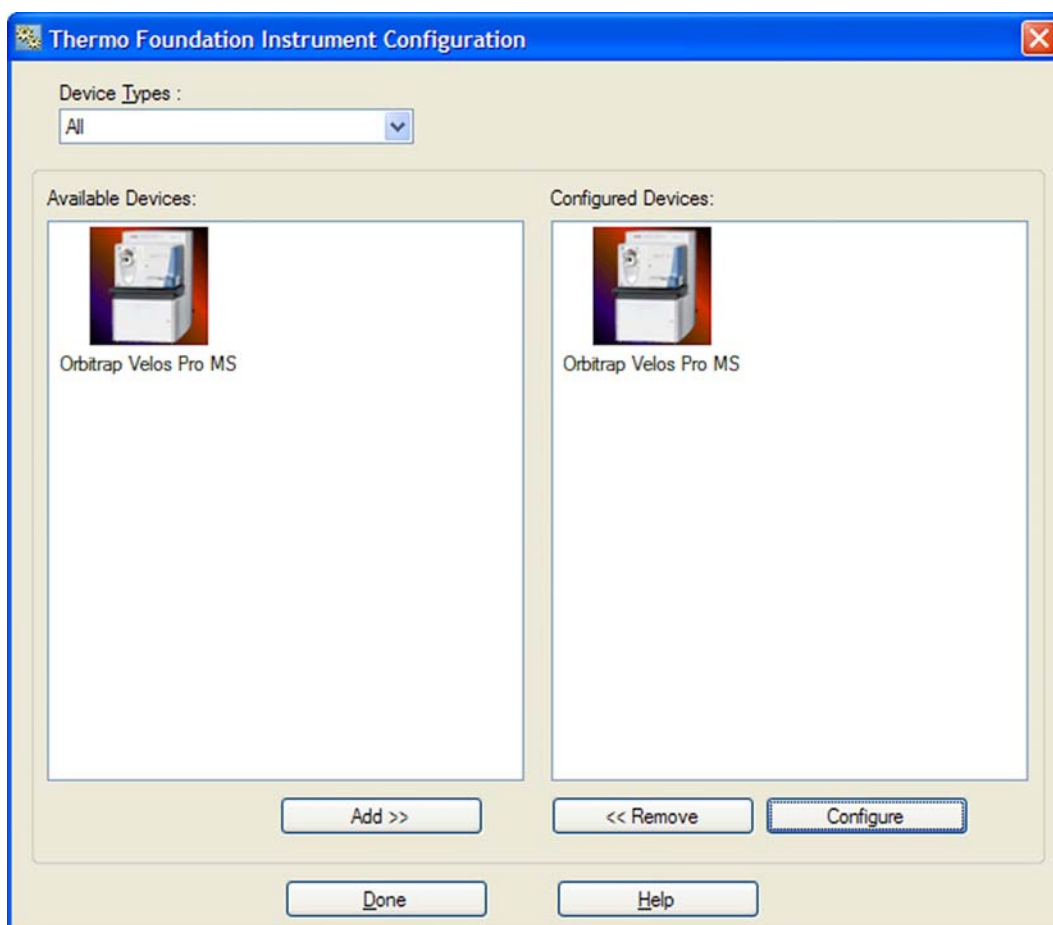 Thermo Foundation Instrument Configuration
Device Types :
All
Available Devices:
Configured Devices:
Orbitrap Velos Pro MS
Orbitrap Velos Pro MS
Add >>
<< Remove
Configure
Done
Help